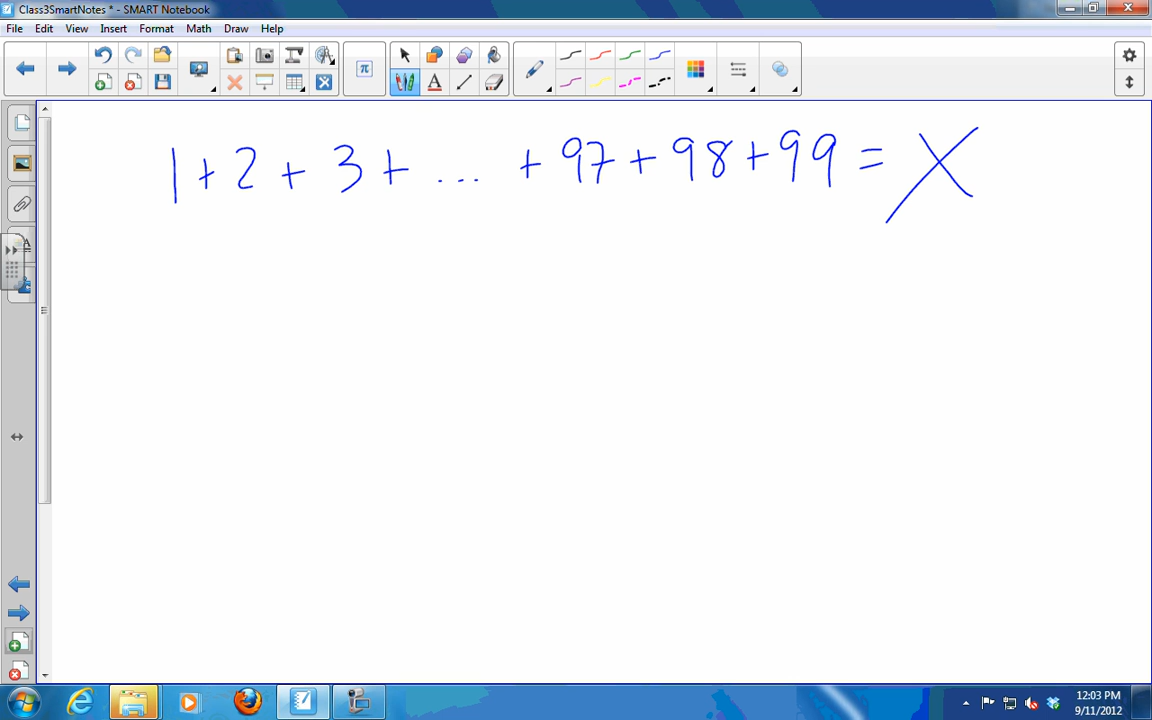 Class3SmartNotes * - SMART Notebook
File Edit View Insert Format Math Draw Help
π
A
1 + 2 + 3 + ... + 97 + 98 + 99 = X
12:03 PM
9/11/2012